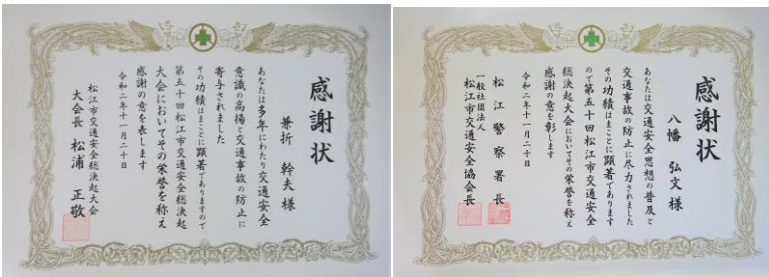 感謝状
兼折 幹夫 様
あなたは多年にわたり交通安全
意識の高揚と交通事故の防止に
寄与されました
その功績はまことに顕著でありますので
第五十回松江市交通安全総決起
大会においてその栄誉を称え
感謝の意を表します
令和二年十一月二十日
松江市交通安全総決起大会
大会長 松浦 正敬
感謝状
八幡 弘文 様
あなたは交通安全思想の普及と
交通事故の防止に尽力されました
その功績はまことに顕著であります
ので第五十回松江市交通安全
総決起大会においてその栄誉を称え
感謝の意を彰します
令和二年十一月二十日
松江警察署長
一般社団法人
松江市交通安全協会長